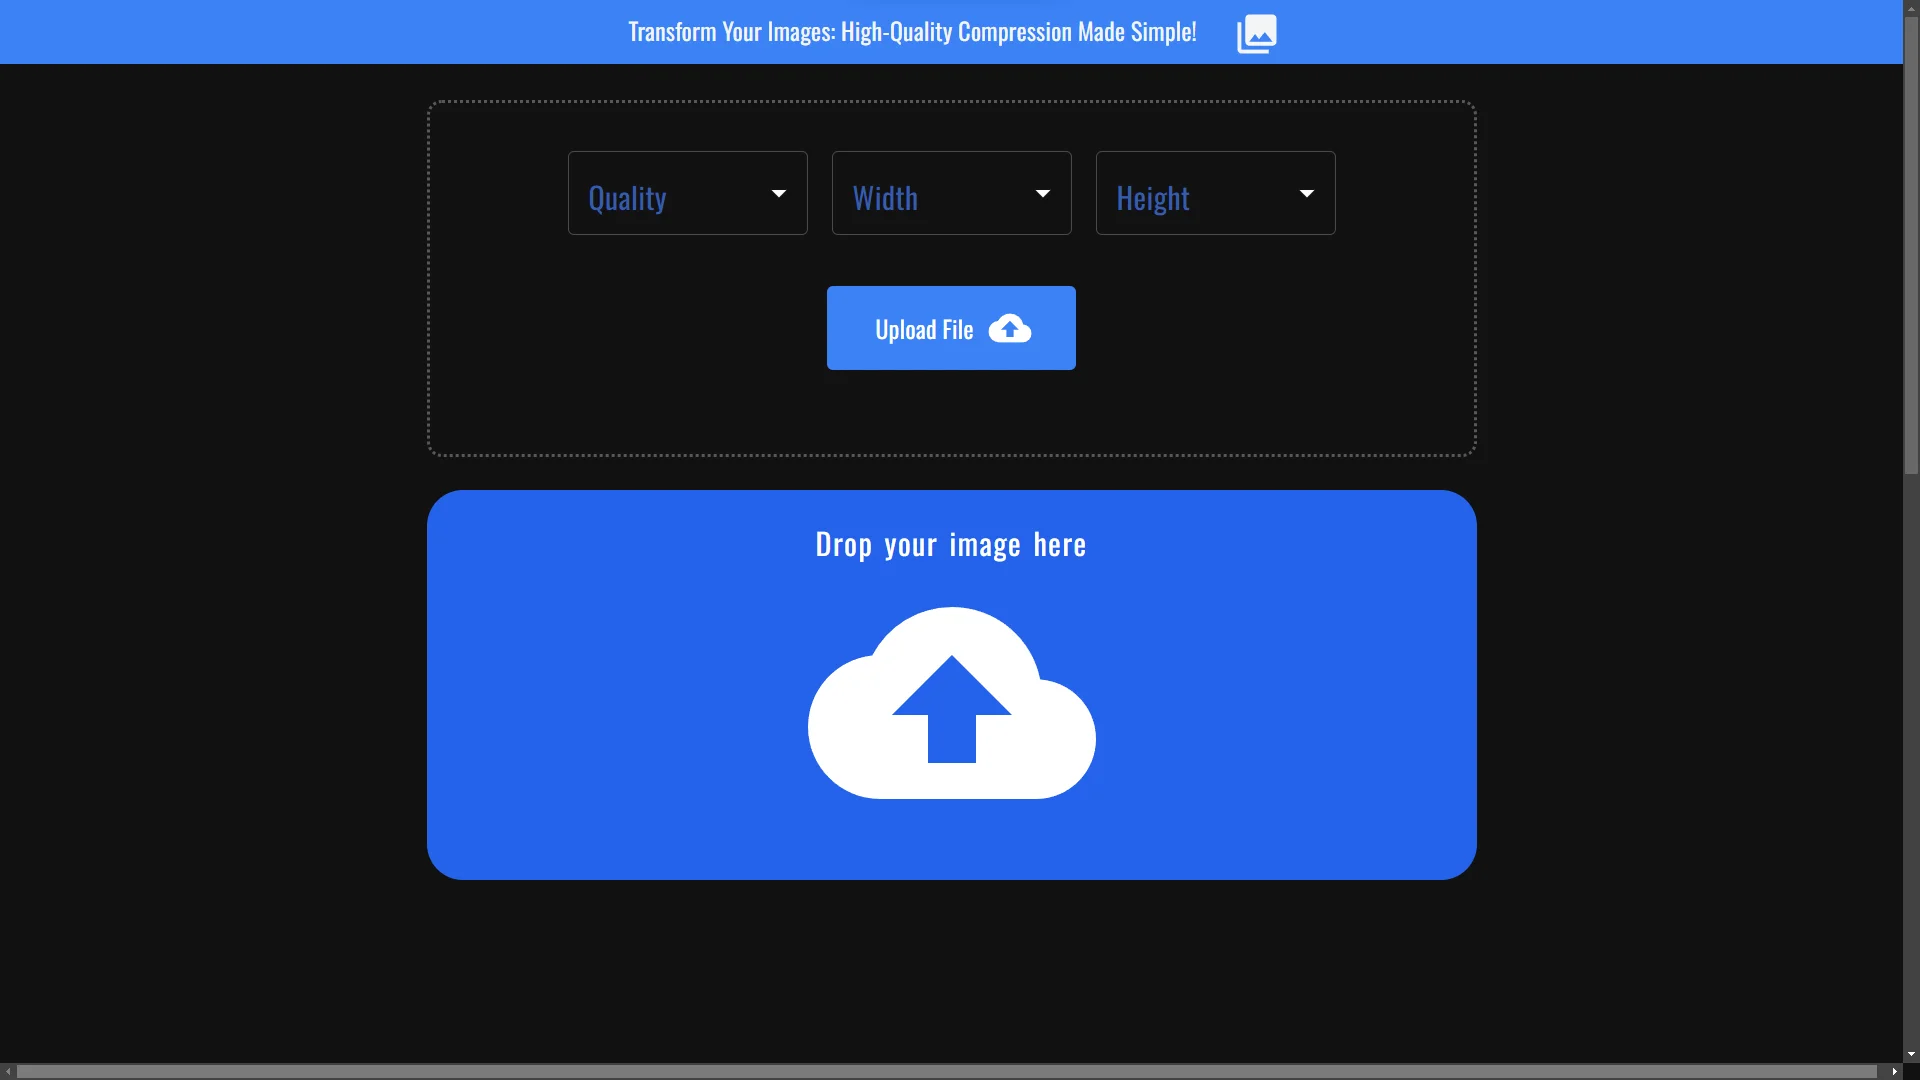 Transform Your Images: High-Quality Compression Made Simple!
Quality
Width
Height
Upload File
Drop your image here